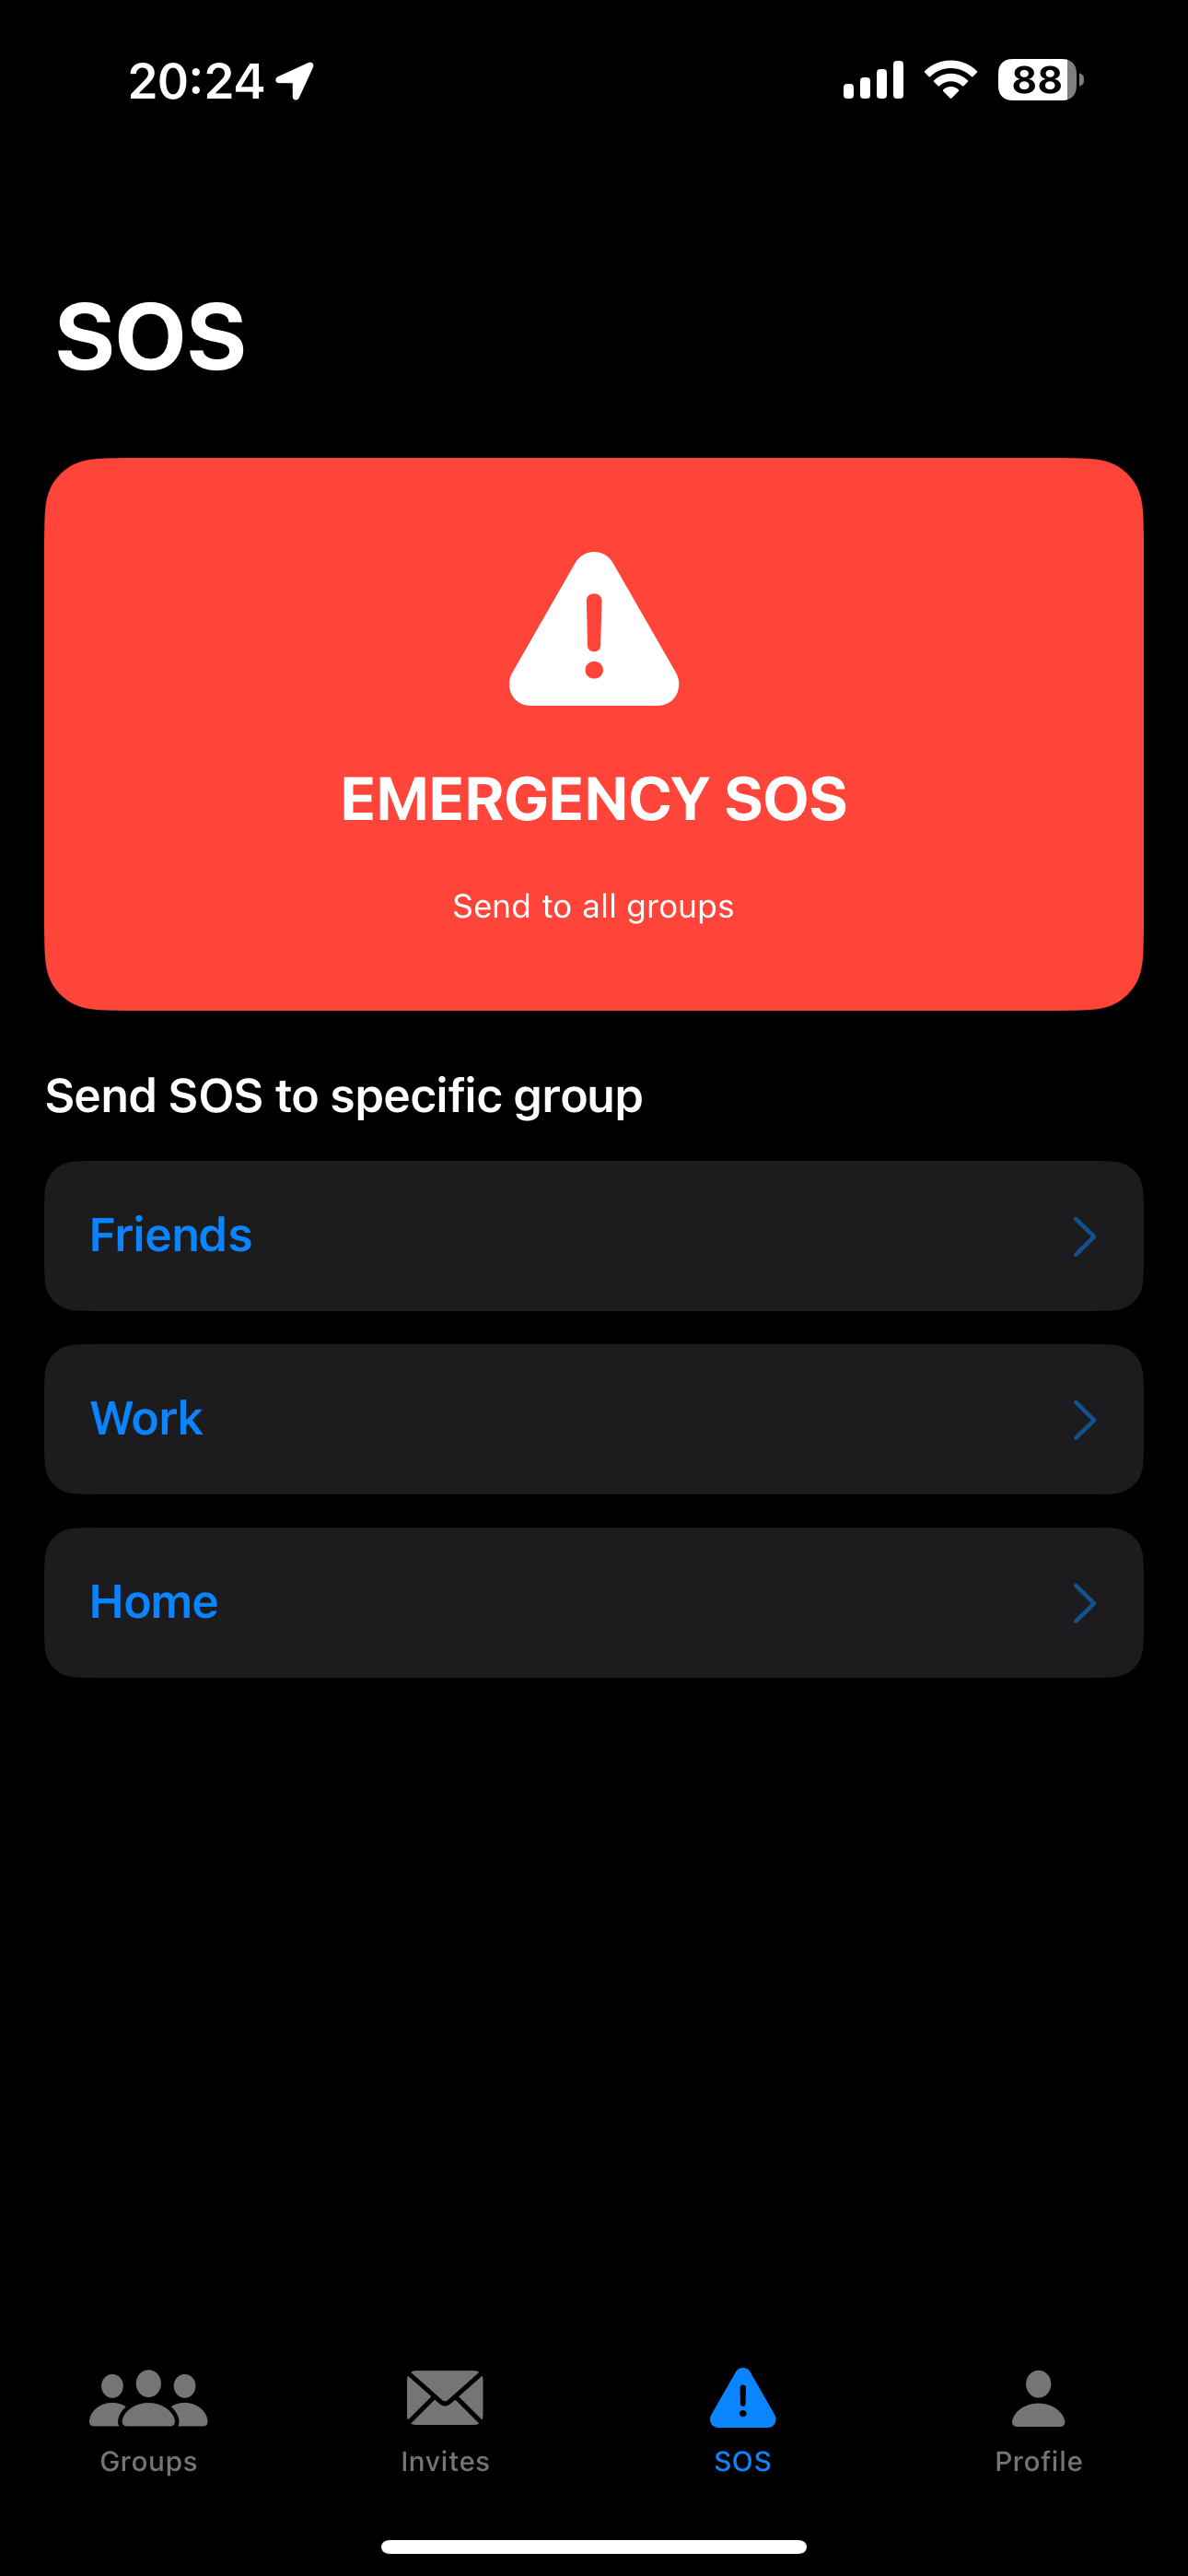 20:24
88
SOS
EMERGENCY SOS
Send to all groups
Send SOS to specific group
Friends
Work
Home
Groups
Invites
SOS
Profile